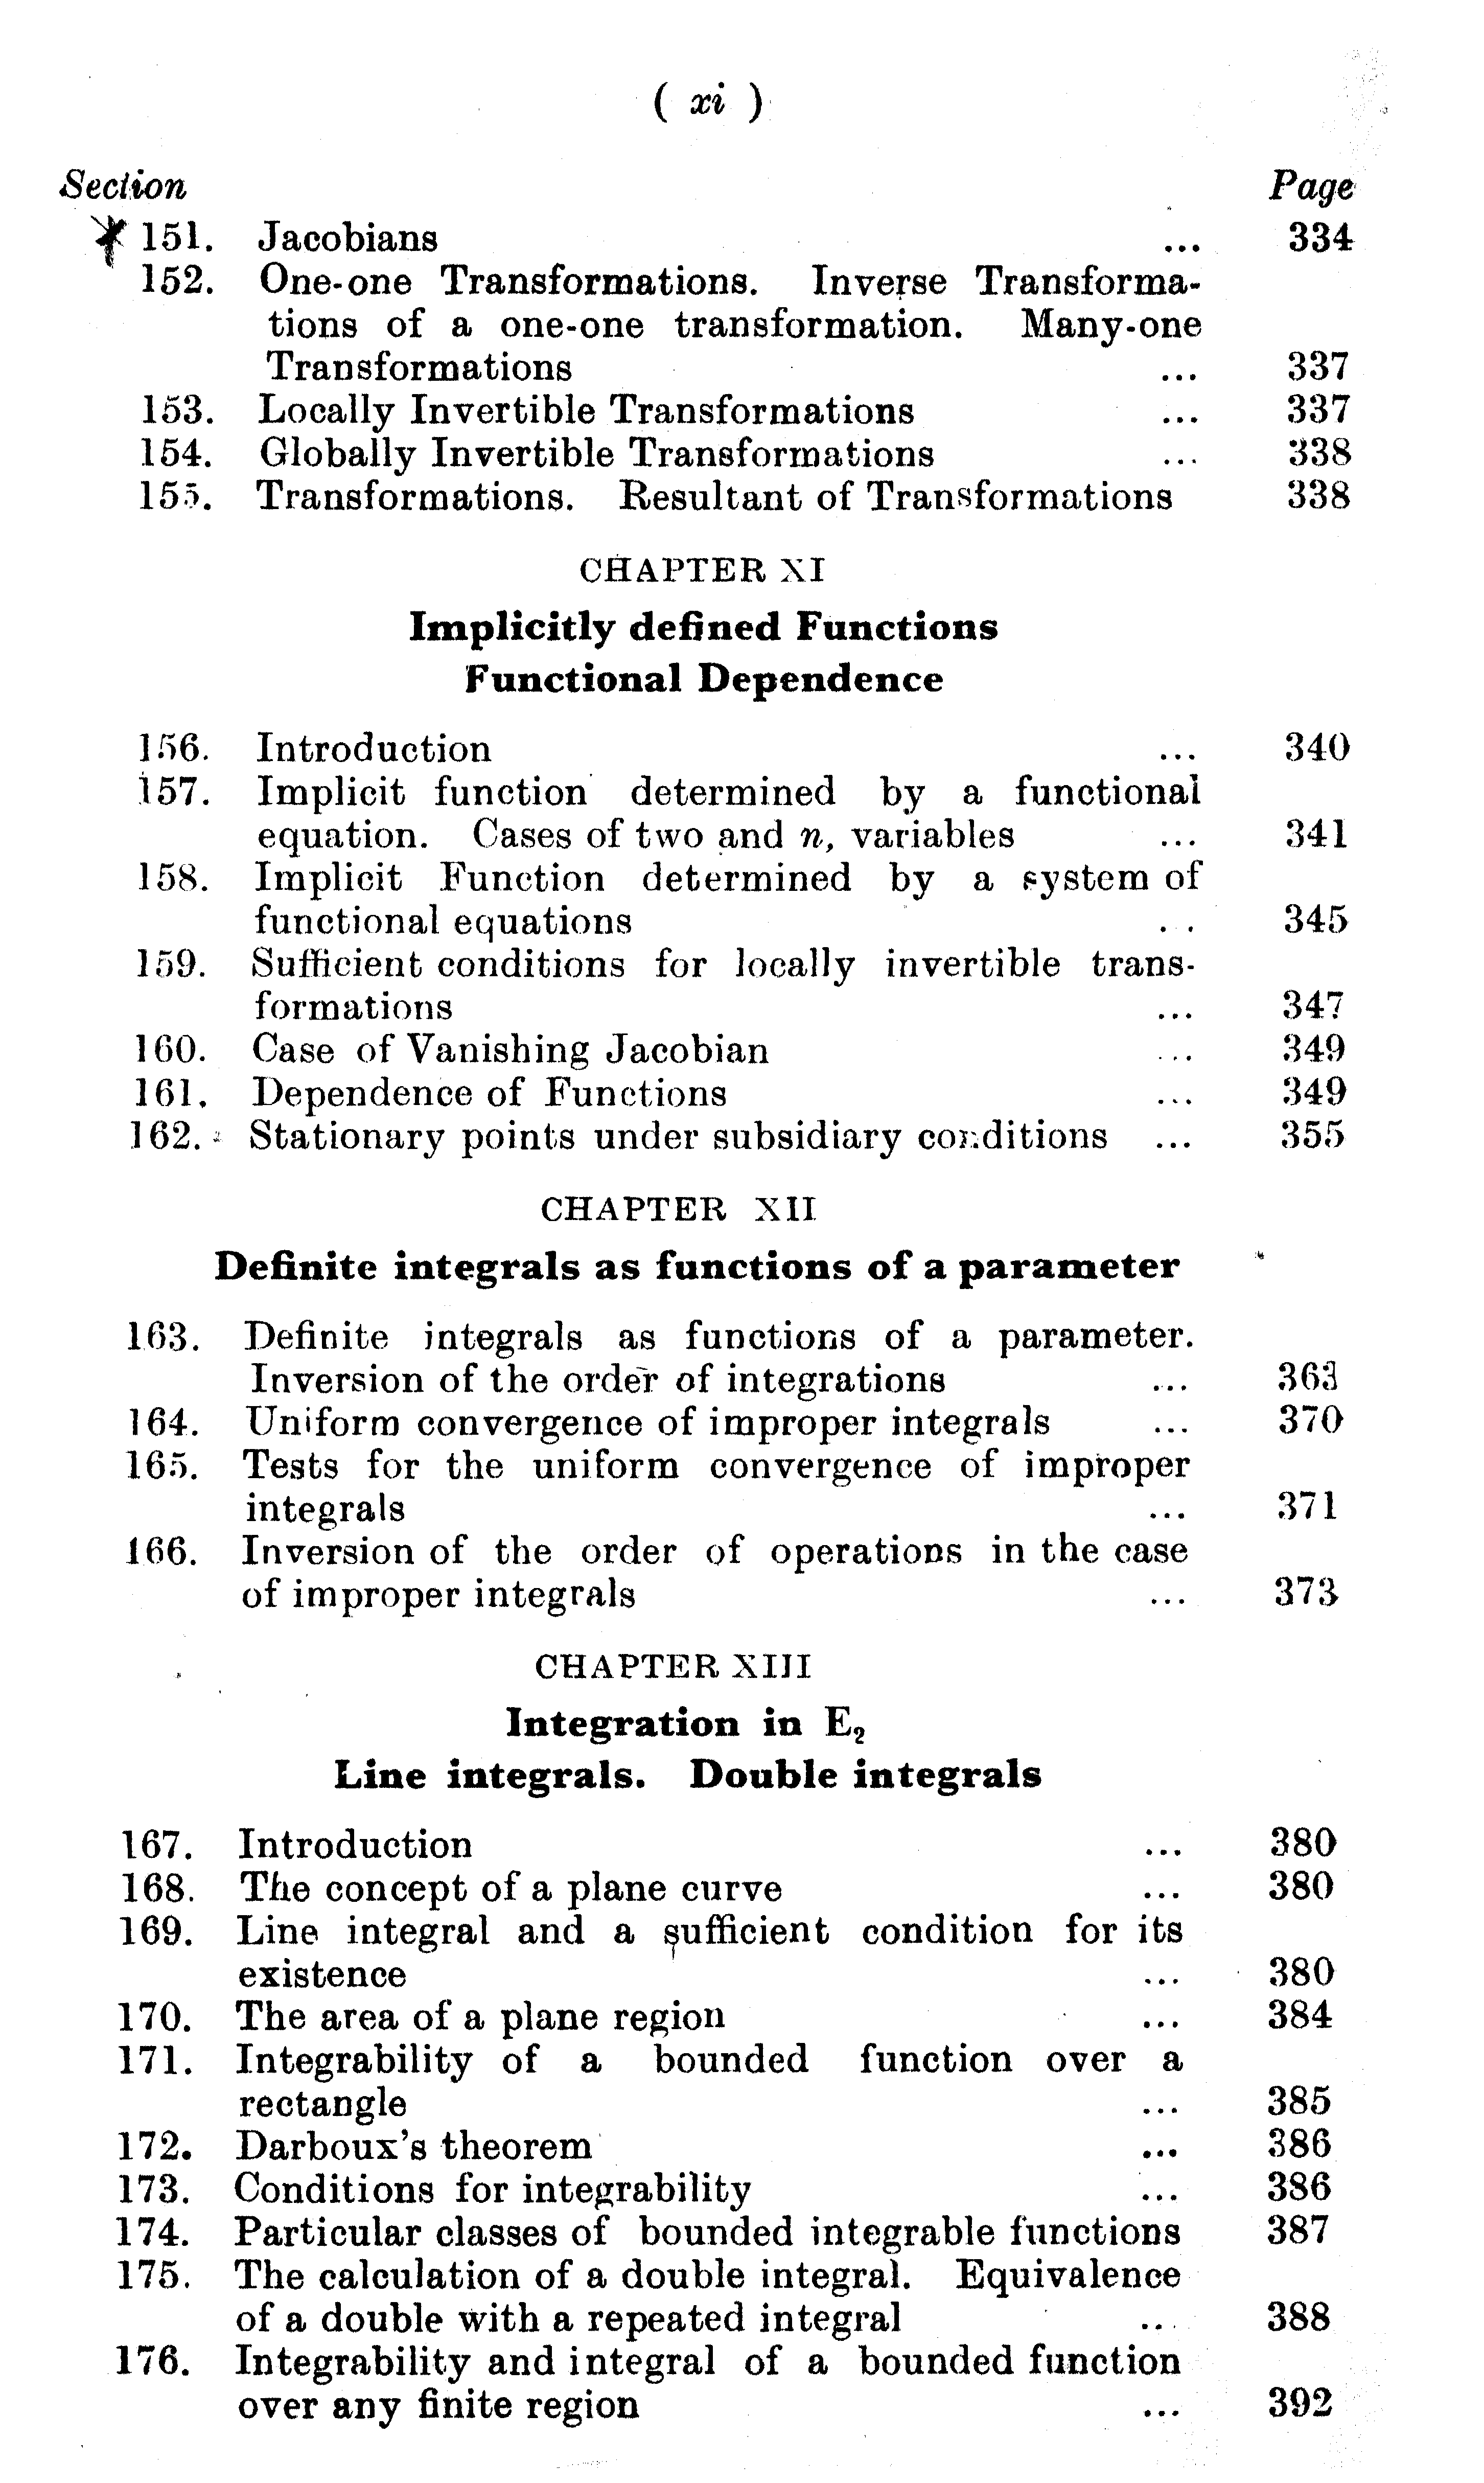 ( xi )
Section Page
151. Jacobians ... 334
152. One-one Transformations. Inverse Transforma-
tions of a one-one transformation. Many-one
Transformations ... 337
153. Locally Invertible Transformations ... 337
154. Globally Invertible Transformations ... 338
155. Transformations. Resultant of Transformations 338
CHAPTER XI
Implicitly defined Functions
Functional Dependence
156. Introduction ... 340
157. Implicit function determined by a functional
equation. Cases of two and n, variables ... 341
158. Implicit Function determined by a system of
functional equations . . 345
159. Sufficient conditions for locally invertible trans-
formations ... 347
160. Case of Vanishing Jacobian ... 349
161. Dependence of Functions ... 349
162. Stationary points under subsidiary conditions ... 355
CHAPTER XII
Definite integrals as functions of a parameter
163. Definite integrals as functions of a parameter.
Inversion of the order of integrations ... 363
164. Uniform convergence of improper integrals ... 370
165. Tests for the uniform convergence of improper
integrals ... 371
166. Inversion of the order of operations in the case
of improper integrals ... 373
CHAPTER XIII
Integration in E₂
Line integrals. Double integrals
167. Introduction ... 380
168. The concept of a plane curve ... 380
169. Line integral and a sufficient condition for its
existence ... 380
170. The area of a plane region ... 384
171. Integrability of a bounded function over a
rectangle ... 385
172. Darboux's theorem ... 386
173. Conditions for integrability ... 386
174. Particular classes of bounded integrable functions 387
175. The calculation of a double integral. Equivalence
of a double with a repeated integral ... 388
176. Integrability and integral of a bounded function
over any finite region ... 392